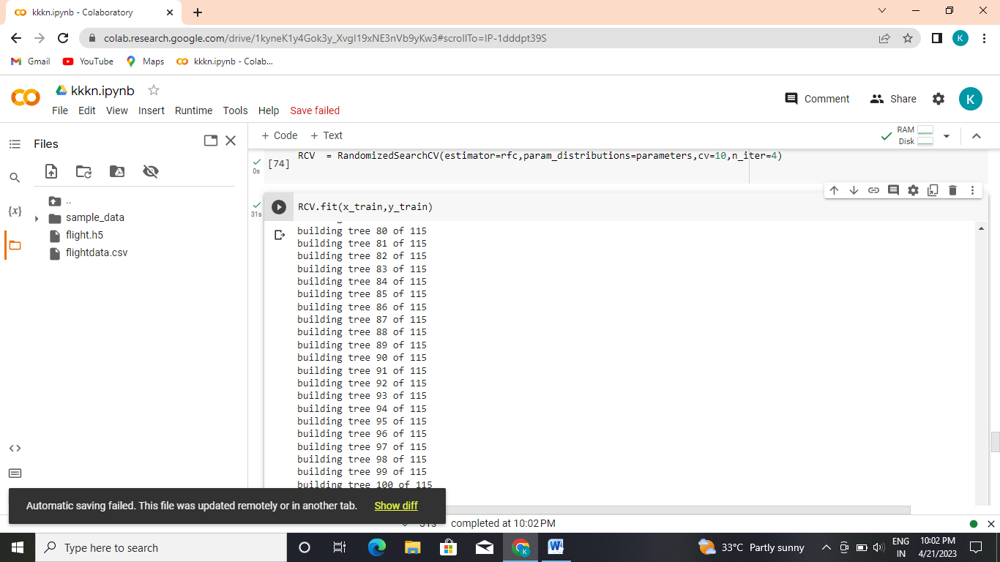 kkkn.ipynb - Colaboratory
colab.research.google.com/drive/1kyneK1y4Gok3y_XvgI19xNE3nVb9yKw3#scrollTo=IP-1dddpt39S
K
Gmail
YouTube
Maps
kkkn.ipynb - Colab...
kkkn.ipynb
Comment
Share
K
File Edit View Insert Runtime Tools Help Save failed
Files
+ Code + Text
RAM
Disk
RCV = RandomizedSearchCV(estimator=rfc,param_distributions=parameters,cv=10,n_iter=4)
[74]
0s
{x}
..
sample_data
flight.h5
flightdata.csv
31s
RCV.fit(x_train,y_train)
building tree 80 of 115
building tree 81 of 115
building tree 82 of 115
building tree 83 of 115
building tree 84 of 115
building tree 85 of 115
building tree 86 of 115
building tree 87 of 115
building tree 88 of 115
building tree 89 of 115
building tree 90 of 115
building tree 91 of 115
building tree 92 of 115
building tree 93 of 115
building tree 94 of 115
building tree 95 of 115
building tree 96 of 115
building tree 97 of 115
building tree 98 of 115
building tree 99 of 115
building tree 100 of 115
Automatic saving failed. This file was updated remotely or in another tab. Show diff
31s completed at 10:02 PM
Type here to search
33°C Partly sunny
ENG
IN
10:02 PM
4/21/2023